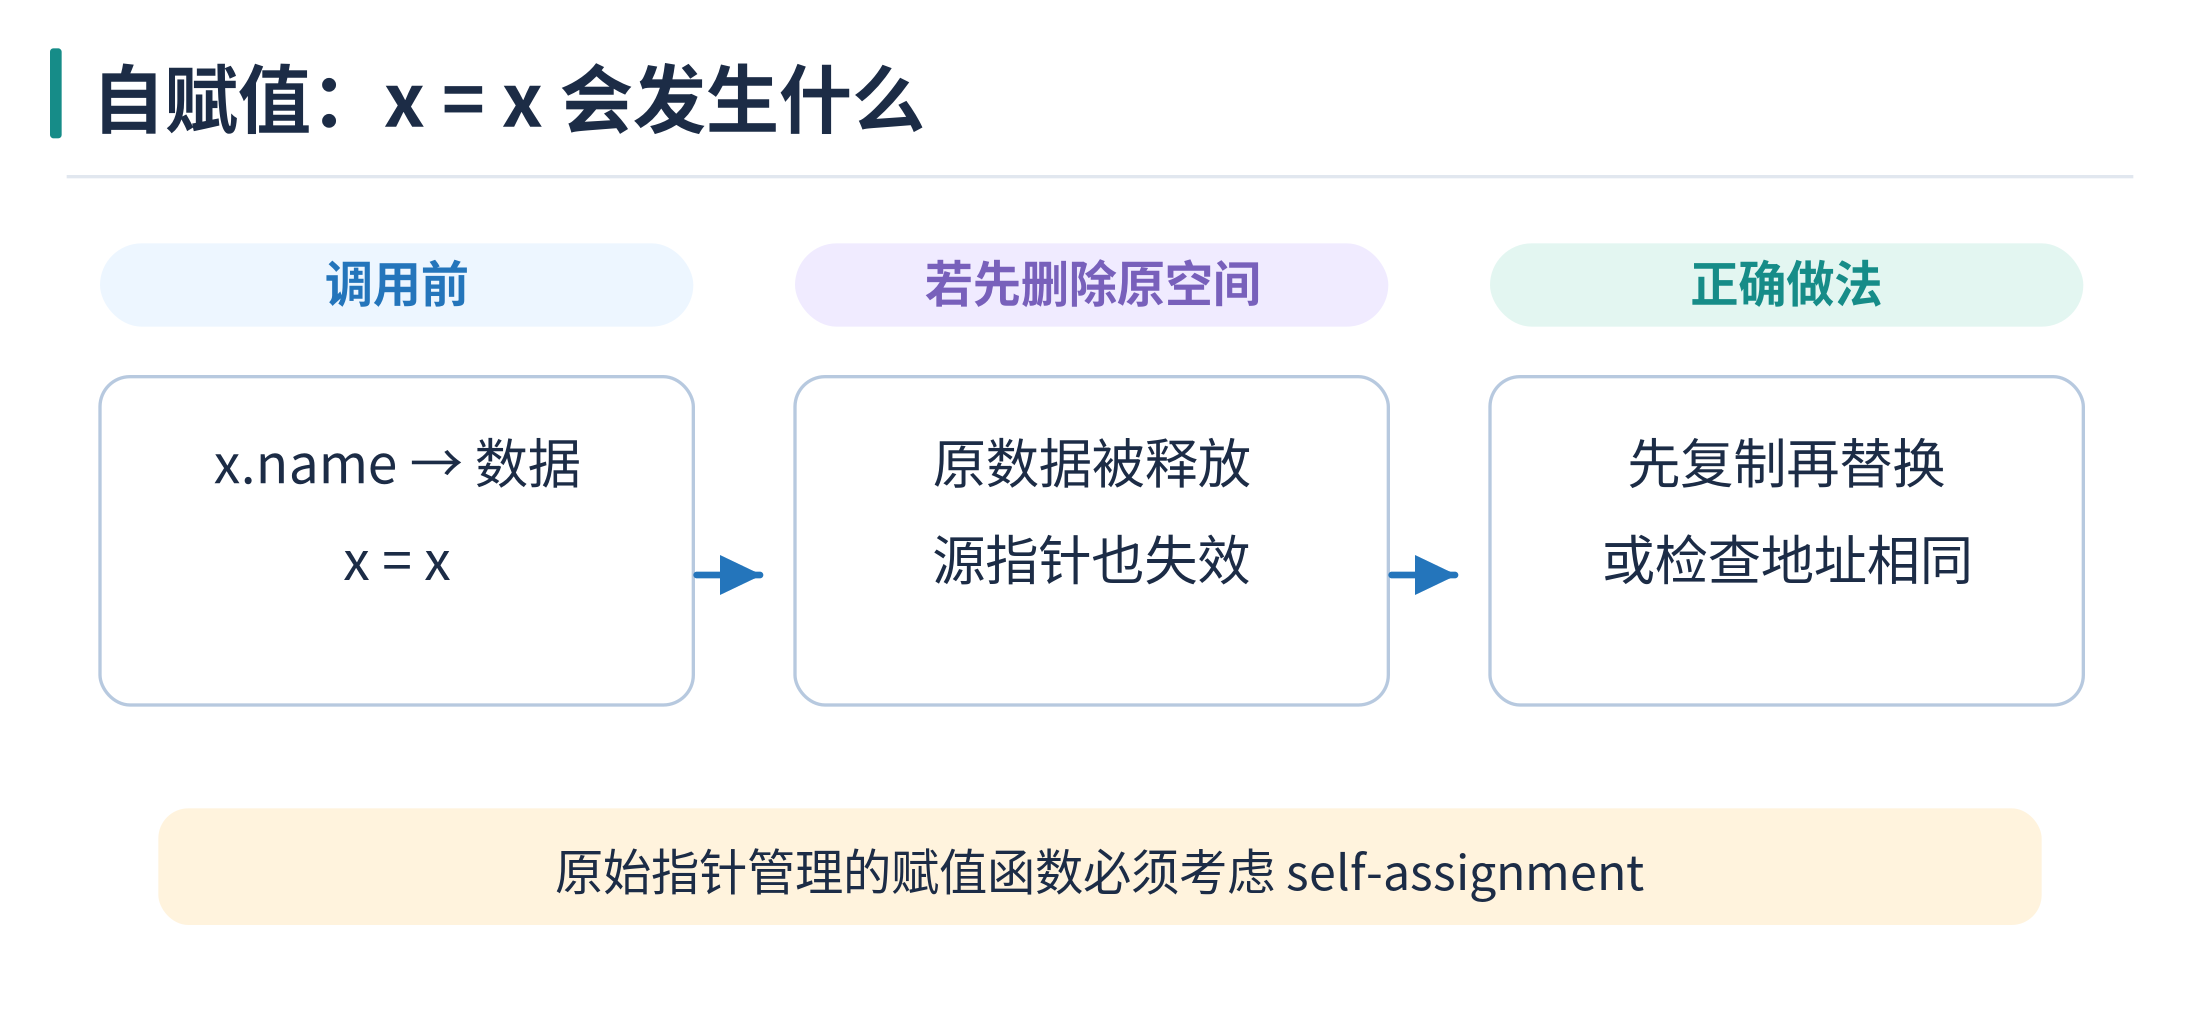 自赋值：x = x 会发生什么
调用前
若先删除原空间
正确做法
x.name → 数据
x = x
原数据被释放
源指针也失效
先复制再替换
或检查地址相同
原始指针管理的赋值函数必须考虑 self-assignment